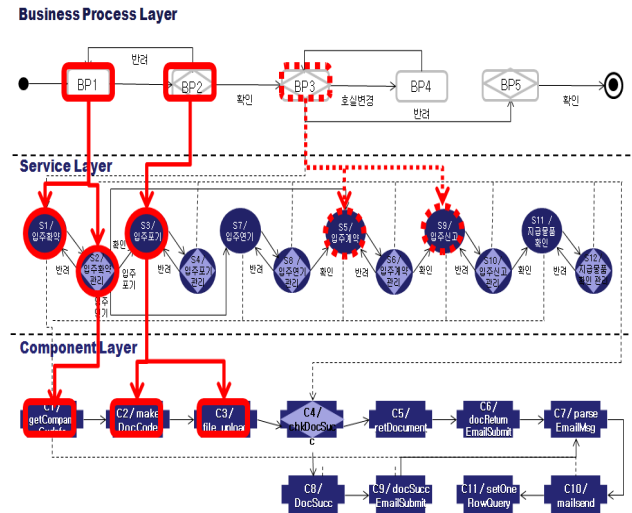 Business Process Layer
반려
BP1
BP2
BP3
BP4
BP5
확인
호실변경
반려
확인
Service Layer
S1 /
입주확약
S2 /
입주확약
관리
S3 /
입주포기
S4 /
입주포기
관리
S7 /
입주연기
S8 /
입주연기
관리
S5 /
입주계약
S6 /
입주계약
관리
S9 /
입주신고
S10 /
입주신고
관리
S11 /
지급물품
확인
S12 /
지급물품
확인 관리
반려
확인
입주
포기
반려
반려
확인
반려
확인
반려
확인
반려
Component Layer
C1 /
getCompan
C2 / make
DocCode
C3 /
file_upload
C4 /
chkDocSuc
c
C5 /
retDocument
C6 /
docReturn
EmailSubmit
C7 / parse
EmailMsg
C8 /
DocSucc
C9 / docSucc
EmailSubmit
C11 / setOne
RowQuery
C10 /
mailsend